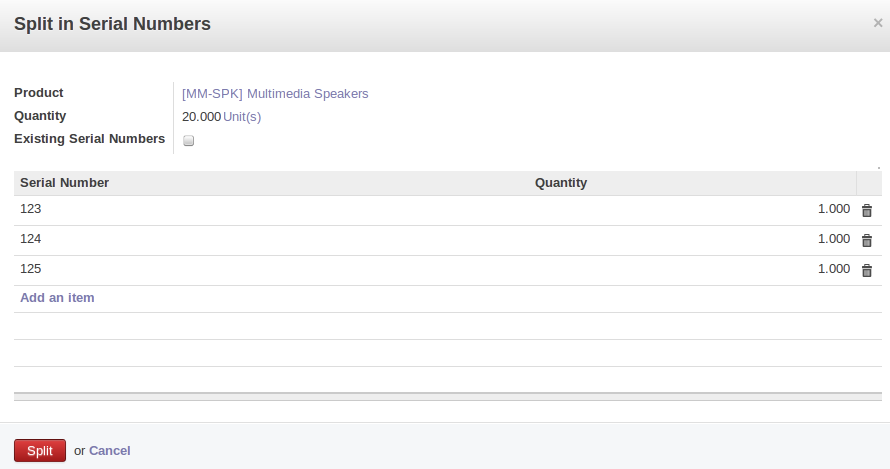 Split in Serial Numbers ×
Product [MM-SPK] Multimedia Speakers
Quantity 20.000 Unit(s)
Existing Serial Numbers
Serial Number Quantity
123 1.000
124 1.000
125 1.000
Add an item
Split or Cancel